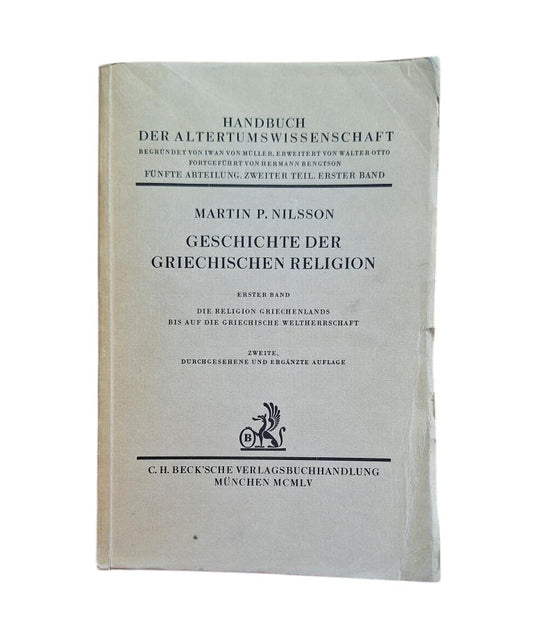 HANDBUCH
DER ALTERTUMSWISSENSCHAFT
BEGRÜNDET VON IWAN VON MÜLLER, ERWEITERT VON WALTER OTTO
FORTGEFÜHRT VON HERMANN BENGTSON
FÜNFTE ABTEILUNG. ZWEITER TEIL. ERSTER BAND
MARTIN P. NILSSON
GESCHICHTE DER
GRIECHISCHEN RELIGION
ERSTER BAND
DIE RELIGION GRIECHENLANDS
BIS AUF DIE GRIECHISCHE WELTHERRSCHAFT
ZWEITE,
DURCHGESEHENE UND ERGÄNZTE AUFLAGE
B
C. H. BECK'SCHE VERLAGSBUCHHANDLUNG
MÜNCHEN MCMLV